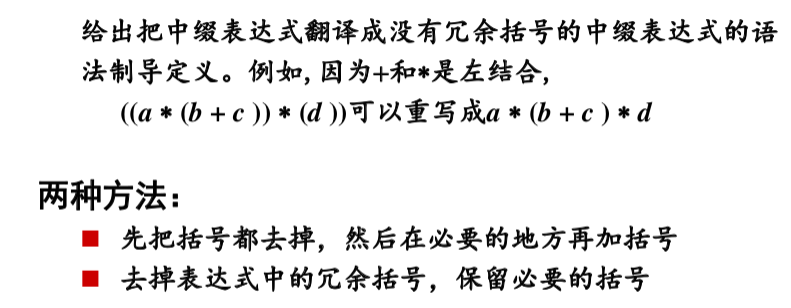 给出把中缀表达式翻译成没有冗余括号的中缀表达式的语
法制导定义。例如, 因为+和*是左结合,
((a * (b + c )) * (d ))可以重写成a * (b + c ) * d
两种方法：
■ 先把括号都去掉，然后在必要的地方再加括号
■ 去掉表达式中的冗余括号，保留必要的括号